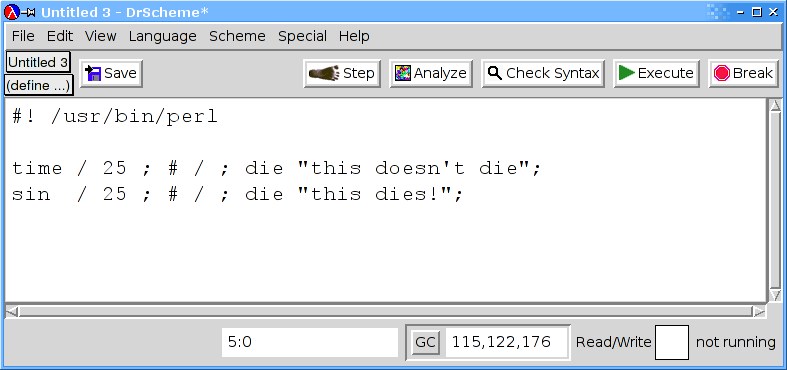 Untitled 3 - DrScheme*
File Edit View Language Scheme Special Help
Untitled 3
(define ...)
Save Step Analyze Check Syntax Execute Break
#! /usr/bin/perl
time / 25 ; # / ; die "this doesn't die";
sin  / 25 ; # / ; die "this dies!";
5:0 GC 115,122,176 Read/Write not running